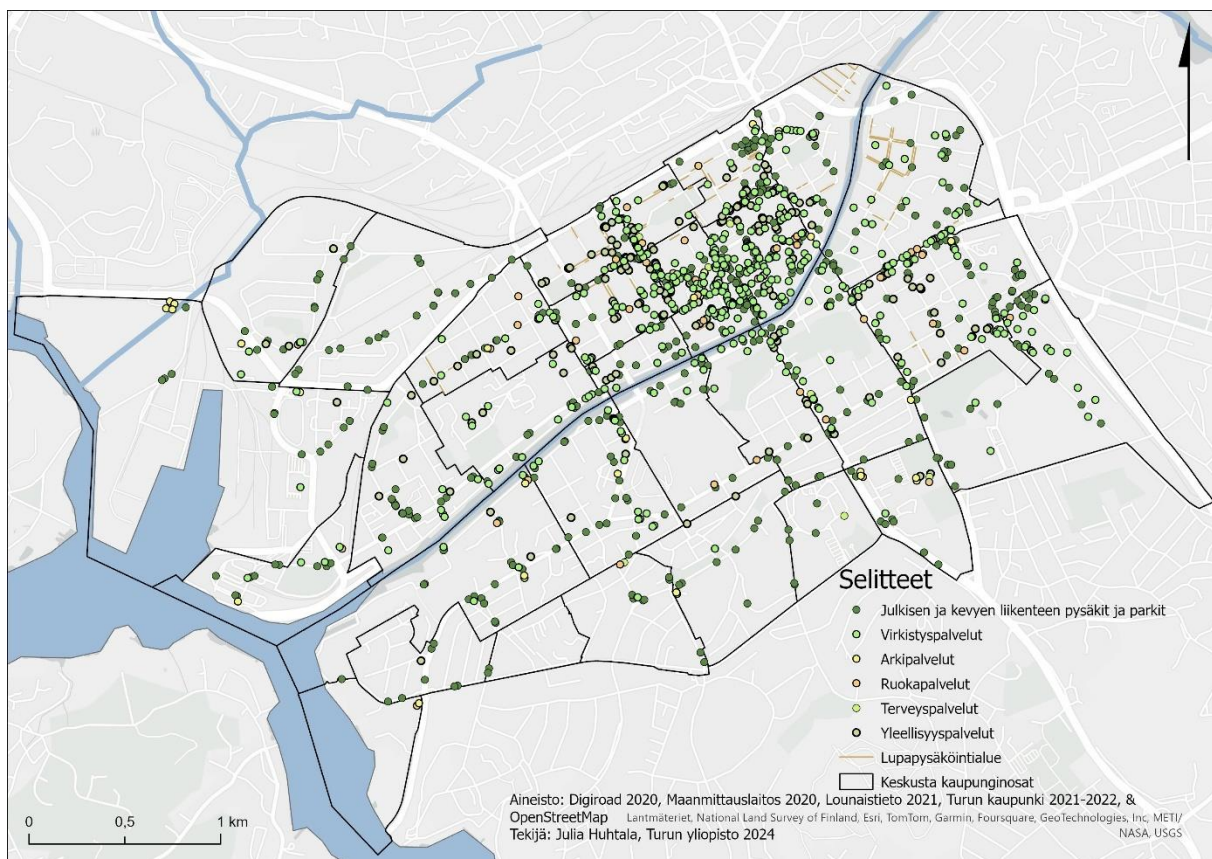 Selitteet
Julkisen ja kevyen liikenteen pysäkit ja parkit
Virkistyspalvelut
Arkipalvelut
Ruokapalvelut
Terveyspalvelut
Yleellisyyspalvelut
Lupapysäköintialue
Keskusta kaupunginosat
0 0,5 1 km
Aineisto: Digiroad 2020, Maanmittauslaitos 2020, Lounaistieto 2021, Turun kaupunki 2021-2022, &
OpenStreetMap Lantmäteriet, National Land Survey of Finland, Esri, TomTom, Garmin, Foursquare, GeoTechnologies, Inc, METI/
Tekijä: Julia Huhtala, Turun yliopisto 2024 NASA, USGS